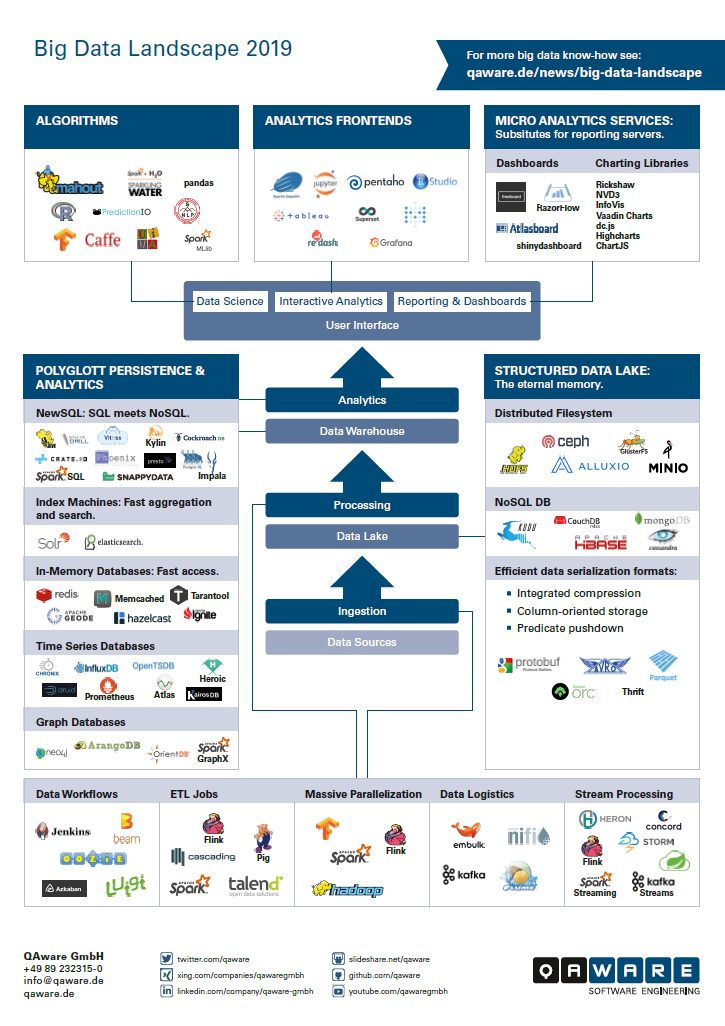 Big Data Landscape 2019
For more big data know-how see:
qaware.de/news/big-data-landscape
ALGORITHMS
mahout
Spark + H2O
SPARKLING
WATER
pandas
R
PredictionIO
NLP
Caffe
Spark
MLlib
ANALYTICS FRONTENDS
Apache Zeppelin
jupyter
pentaho
R Studio
+ a b l e a u
Superset
re:dash
Grafana
MICRO ANALYTICS SERVICES:
Subsitutes for reporting servers.
Dashboards
Charting Libraries
freeboard
RazorFlow
Atlasboard
shinydashboard
Rickshaw
NVD3
InfoVis
Vaadin Charts
dc.js
Highcharts
ChartJS
Data Science
Interactive Analytics
Reporting & Dashboards
User Interface
Analytics
Data Warehouse
Processing
Data Lake
Ingestion
Data Sources
POLYGLOTT PERSISTENCE &
ANALYTICS
NewSQL: SQL meets NoSQL.
APACHE DRILL
Vitess
Kylin
Cockroach DB
CRATE.IO
Phoenix
presto
Impala
Spark SQL
SNAPPYDATA
Index Machines: Fast aggregation
and search.
Solr
elasticsearch.
In-Memory Databases: Fast access.
redis
Memcached
Tarantool
APACHE
GEODE
hazelcast
Ignite
Time Series Databases
CHRONIX
InfluxDB
OpenTSDB
Heroic
druid
Prometheus
Atlas
KairosDB
Graph Databases
neo4j
ArangoDB
OrientDB
Spark
GraphX
STRUCTURED DATA LAKE:
The eternal memory.
Distributed Filesystem
HDFS
ceph
GlusterFS
ALLUXIO
MINIO
NoSQL DB
KUDU
CouchDB
relax
mongoDB
APACHE
HBASE
cassandra
Efficient data serialization formats:
Integrated compression
Column-oriented storage
Predicate pushdown
protobuf
Protocol Buffers
AVRO
Parquet
orc
Thrift
Data Workflows
Jenkins
beam
OOZIE
Azkaban
Luigi
ETL Jobs
Flink
cascading
Pig
Spark
talend
open data solutions
Massive Parallelization
Spark
Flink
hadoop
Data Logistics
embulk
nifi
kafka
Stream Processing
HERON
concord
Flink
STORM
Spark
Streaming
kafka
Streams
QAware GmbH
+49 89 232315-0
info@qaware.de
qaware.de
twitter.com/qaware
xing.com/companies/qawaregmbh
linkedin.com/company/qaware-gmbh
slideshare.net/qaware
github.com/qaware
youtube.com/qawaregmbh
QAWARE
SOFTWARE ENGINEERING